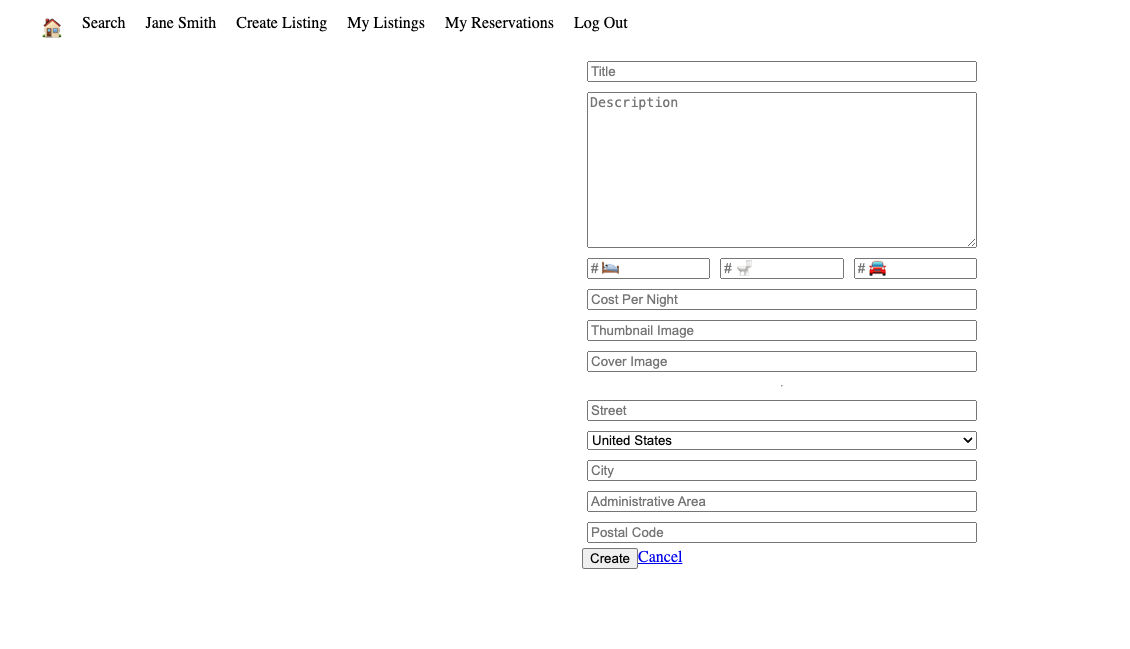 🏠 Search Jane Smith Create Listing My Listings My Reservations Log Out
Title
Description
# 🛌 # 🚽 # 🚘
Cost Per Night
Thumbnail Image
Cover Image
Street
United States
City
Administrative Area
Postal Code
Create Cancel